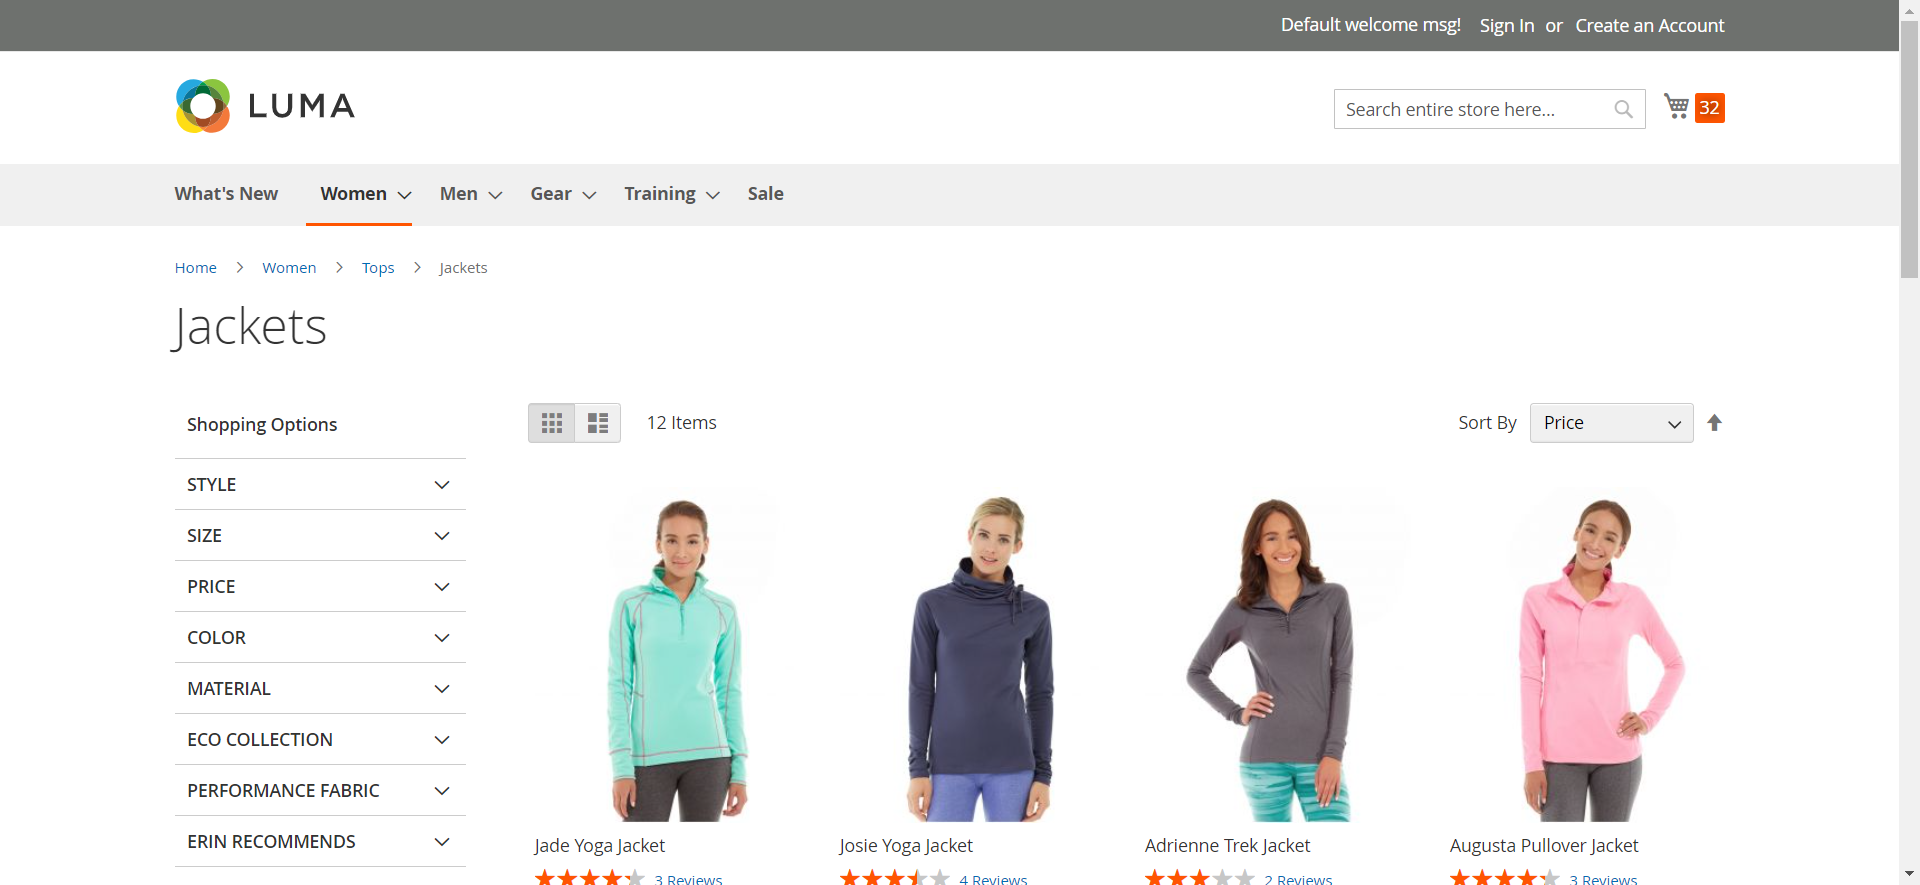 Default welcome msg! Sign In or Create an Account
LUMA
Search entire store here...
32
What's New Women Men Gear Training Sale
Home > Women > Tops > Jackets
Jackets
Shopping Options
12 Items
Sort By Price
STYLE
SIZE
PRICE
COLOR
MATERIAL
ECO COLLECTION
PERFORMANCE FABRIC
ERIN RECOMMENDS
Jade Yoga Jacket
3 Reviews
Josie Yoga Jacket
4 Reviews
Adrienne Trek Jacket
2 Reviews
Augusta Pullover Jacket
3 Reviews